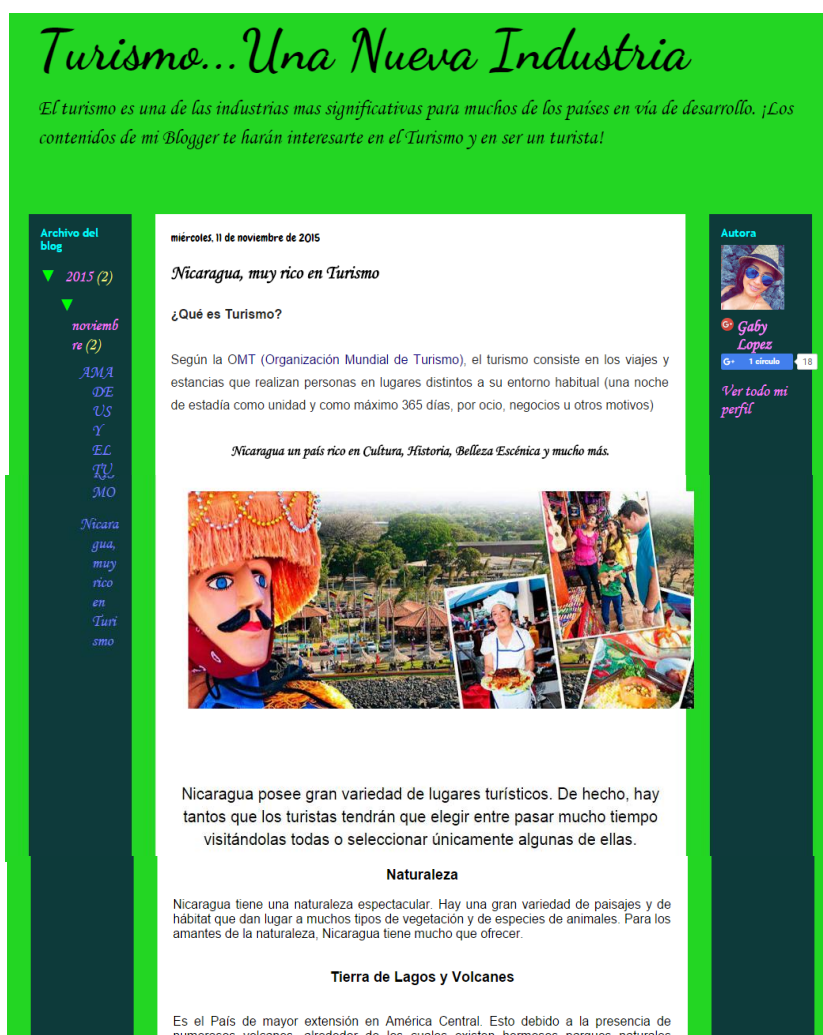 Turismo...Una Nueva Industria
El turismo es una de las industrias mas significativas para muchos de los países en vía de desarrollo. ¡Los
contenidos de mi Blogger te harán interesarte en el Turismo y en ser un turista!
Archivo del
blog
▼ 2015 (2)
▼
noviemb
re (2)
AMA
DE
US
Y
EL
TU
MO
Nicara
gua,
muy
rico
en
Turi
smo
miércoles, 11 de noviembre de 2015
Nicaragua, muy rico en Turismo
¿Qué es Turismo?
Según la OMT (Organización Mundial de Turismo), el turismo consiste en los viajes y
estancias que realizan personas en lugares distintos a su entorno habitual (una noche
de estadía como unidad y como máximo 365 días, por ocio, negocios u otros motivos)
Nicaragua un país rico en Cultura, Historia, Belleza Escénica y mucho más.
Nicaragua posee gran variedad de lugares turísticos. De hecho, hay
tantos que los turistas tendrán que elegir entre pasar mucho tiempo
visitándolas todas o seleccionar únicamente algunas de ellas.
Naturaleza
Nicaragua tiene una naturaleza espectacular. Hay una gran variedad de paisajes y de
hábitat que dan lugar a muchos tipos de vegetación y de especies de animales. Para los
amantes de la naturaleza, Nicaragua tiene mucho que ofrecer.
Tierra de Lagos y Volcanes
Es el País de mayor extensión en América Central. Esto debido a la presencia de
numerosos volcanes, alrededor de los cuales existen hermosos parques naturales
Autora
G+ Gaby
Lopez
G+ 1 círculo 18
Ver todo mi
perfil